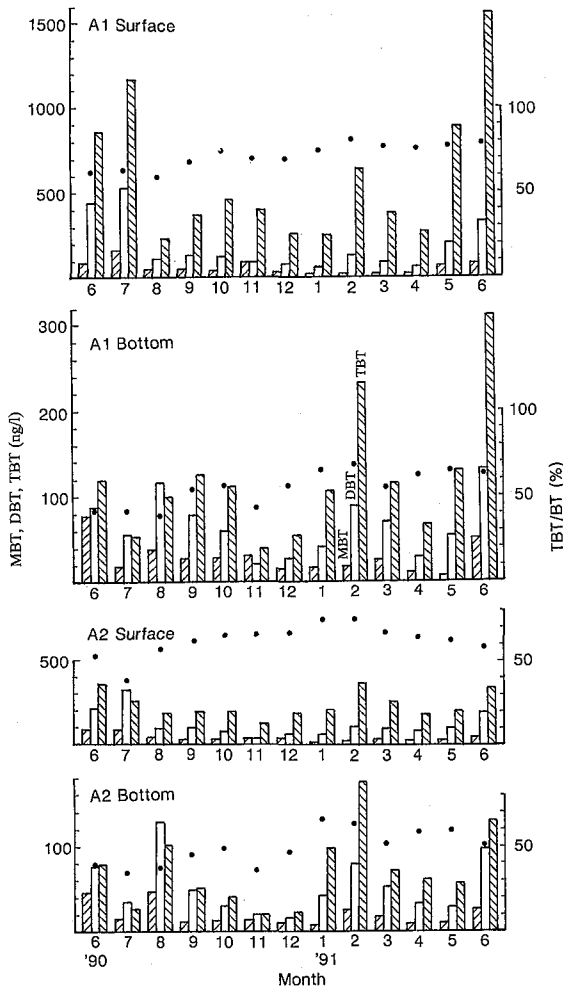 A1 Surface
1500
1000
500
100
50
6 7 8 9 10 11 12 1 2 3 4 5 6
A1 Bottom
300
200
100
100
50
MBT DBT TBT
6 7 8 9 10 11 12 1 2 3 4 5 6
MBT, DBT, TBT (ng/l)
TBT/BT (%)
A2 Surface
500
50
6 7 8 9 10 11 12 1 2 3 4 5 6
A2 Bottom
100
50
6 7 8 9 10 11 12 1 2 3 4 5 6
'90 '91
Month